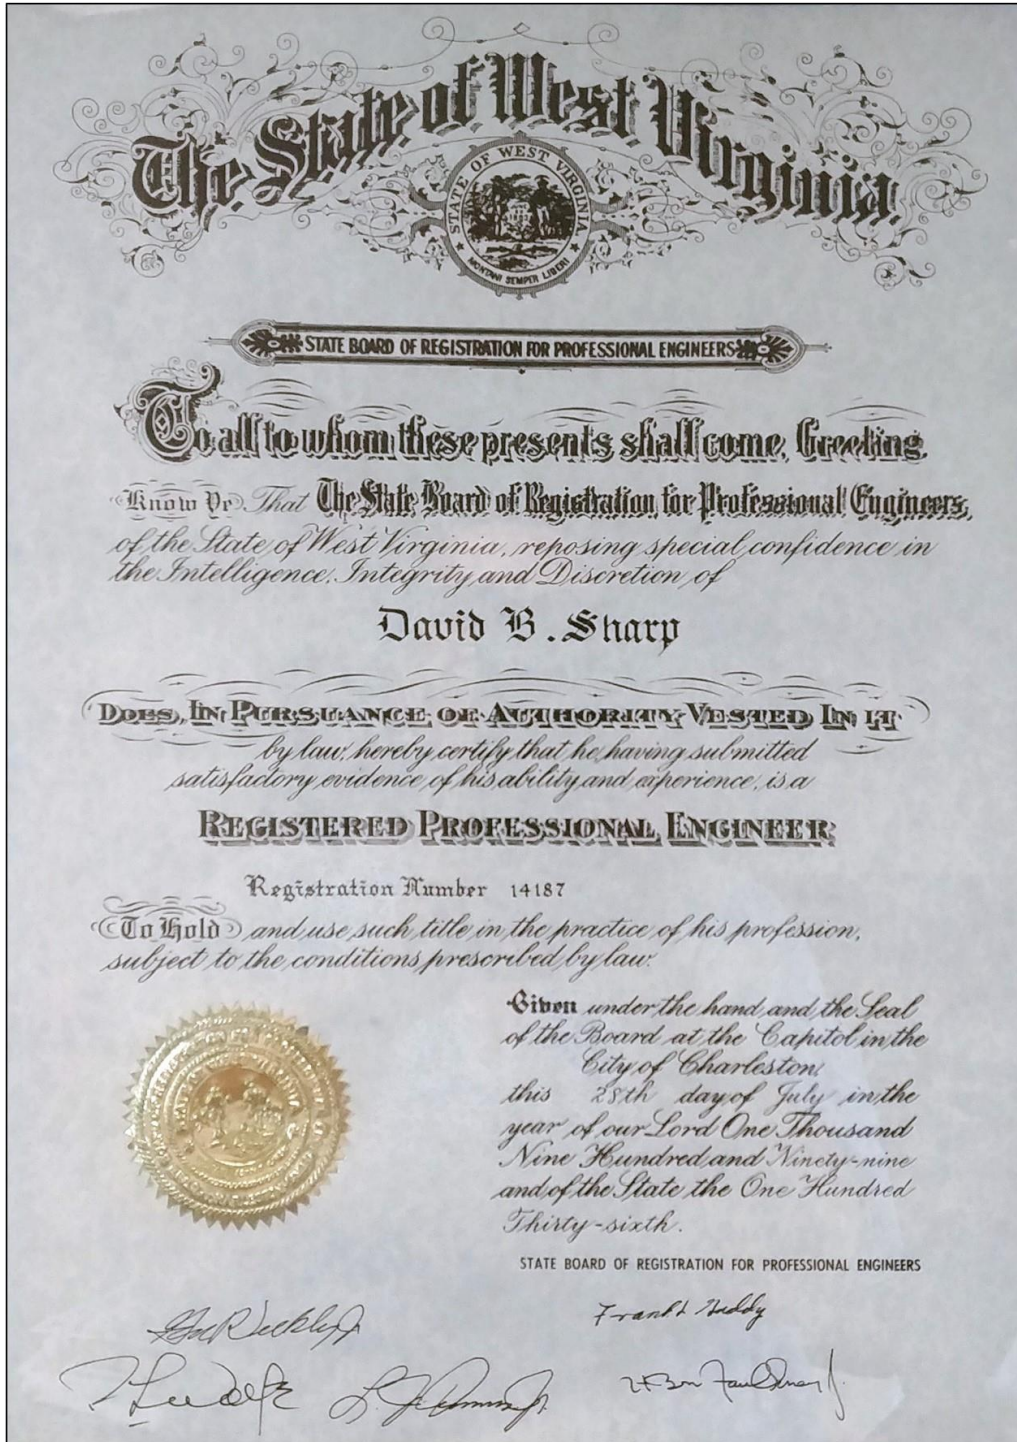 The State of West Virginia
STATE OF WEST VIRGINIA
MONTANI SEMPER LIBERI
STATE BOARD OF REGISTRATION FOR PROFESSIONAL ENGINEERS
To all to whom these presents shall come, Greeting.
Know Ye That The State Board of Registration for Professional Engineers,
of the State of West Virginia, reposing special confidence in
the Intelligence, Integrity and Discretion of
David B. Sharp
DOES, IN PURSUANCE OF AUTHORITY VESTED IN IT
by law, hereby certify that he, having submitted
satisfactory evidence of his ability and experience, is a
REGISTERED PROFESSIONAL ENGINEER
Registration Number 14187
To Hold and use such title in the practice of his profession,
subject to the conditions prescribed by law.
Given under the hand and the Seal
of the Board at the Capitol in the
City of Charleston,
this 28th day of July in the
year of our Lord One Thousand
Nine Hundred and Ninety-nine
and of the State the One Hundred
Thirty-sixth.
STATE BOARD OF REGISTRATION FOR PROFESSIONAL ENGINEERS